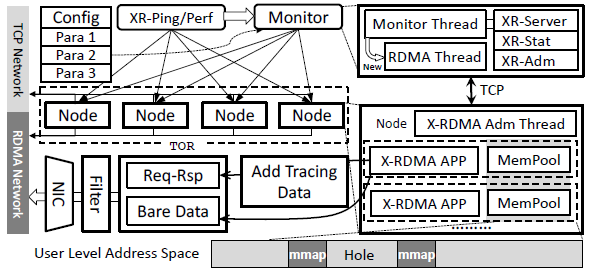 Config
Para 1
Para 2
Para 3
XR-Ping/Perf
Monitor
Monitor Thread
New
RDMA Thread
XR-Server
XR-Stat
XR-Adm
TCP Network
RDMA Network
TCP
Node
Node
Node
Node
TOR
Node
X-RDMA Adm Thread
X-RDMA APP
MemPool
X-RDMA APP
MemPool
.........
NIC
Filter
Req-Rsp
Bare Data
Add Tracing
Data
User Level Address Space
mmap
Hole
mmap